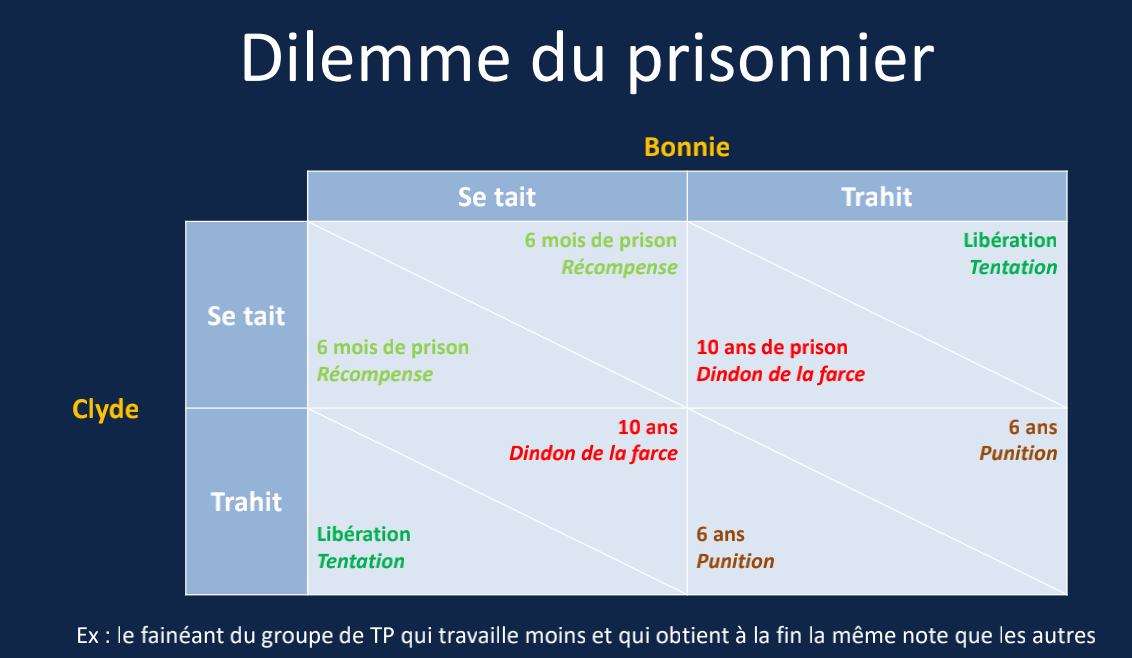 Dilemme du prisonnier
Bonnie
Se tait
Trahit
Clyde
Se tait
6 mois de prison
Récompense
6 mois de prison
Récompense
Libération
Tentation
10 ans de prison
Dindon de la farce
Trahit
10 ans
Dindon de la farce
Libération
Tentation
6 ans
Punition
6 ans
Punition
Ex : le fainéant du groupe de TP qui travaille moins et qui obtient à la fin la même note que les autres